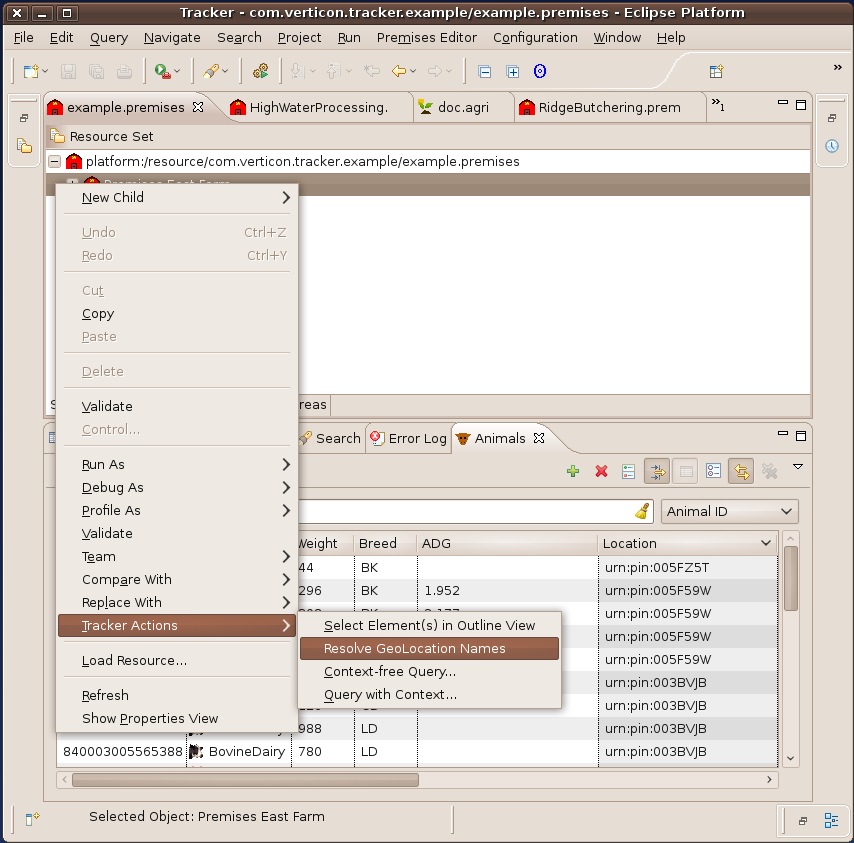 Tracker - com.verticon.tracker.example/example.premises - Eclipse Platform
File Edit Query Navigate Search Project Run Premises Editor Configuration Window Help
example.premises HighWaterProcessing. doc.agri RidgeButchering.prem »1
Resource Set
platform:/resource/com.verticon.tracker.example/example.premises
Premises East Farm
New Child
Undo Ctrl+Z
Redo Ctrl+Y
Cut
Copy
Paste
Delete
Validate
Control...
Run As
Debug As
Profile As
Validate
Team
Compare With
Replace With
Tracker Actions
Load Resource...
Refresh
Show Properties View
Select Element(s) in Outline View
Resolve GeoLocation Names
Context-free Query...
Query with Context...
S reas
Search Error Log Animals
Animal ID
Weight Breed ADG Location
44 BK urn:pin:005FZ5T
296 BK 1.952 urn:pin:005F59W
urn:pin:005F59W
urn:pin:005F59W
urn:pin:005F59W
urn:pin:003BVJB
urn:pin:003BVJB
988 LD urn:pin:003BVJB
840003005565388 BovineDairy 780 LD urn:pin:003BVJB
Selected Object: Premises East Farm